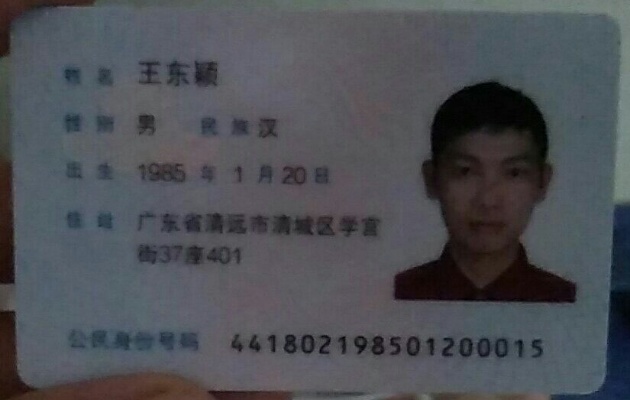 姓名 王东颖
性别 男 民族 汉
出生 1985 年 1 月 20 日
住址 广东省清远市清城区学宫
街37座401
公民身份号码 441802198501200015